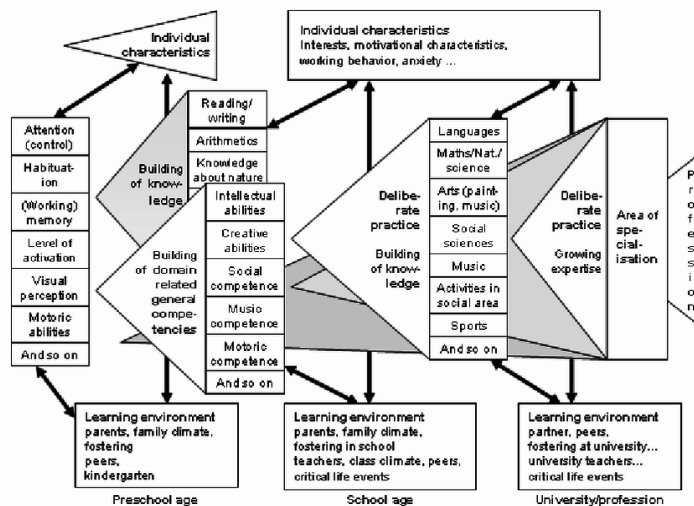 Individual
characteristics
Individual characteristics
Interests, motivational characteristics,
working behavior, anxiety ...
Attention
(control)
Habituat-
ion
(Working)
memory
Level of
activation
Visual
perception
Motoric
abilities
And so on
Building
of know-
ledge
Reading/
writing
Arithmetics
Knowledge
about nature
Building
of domain
related
general
compe-
tencies
Intellectual
abilities
Creative
abilities
Social
competence
Music
competence
Motoric
competence
And so on
Delibe-
rate
practice
Building
of know-
ledge
Languages
Maths/Nat./
science
Arts (paint-
ing, music)
Social
sciences
Music
Activities in
social area
Sports
And so on
Delibe-
rate
practice
Growing
expertise
Area of
spe-
cial-
isation
P
r
o
f
e
s
s
i
o
n
Learning environment
parents, family climate,
fostering
peers,
kindergarten
Learning environment
parents, family climate,
fostering in school
teachers, class climate, peers,
critical life events
Learning environment
partner, peers,
fostering at university...
university teachers...
critical life events
Preschool age
School age
University/profession